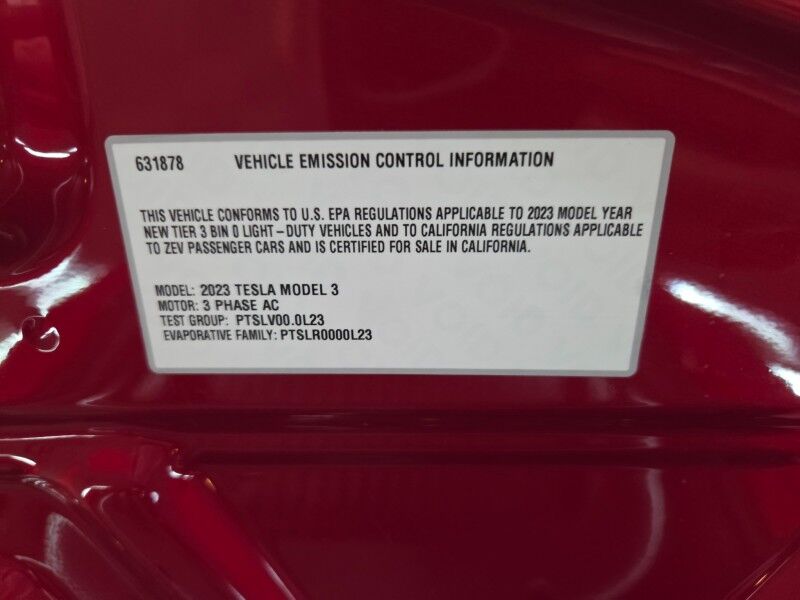 631878 VEHICLE EMISSION CONTROL INFORMATION
THIS VEHICLE CONFORMS TO U.S. EPA REGULATIONS APPLICABLE TO 2023 MODEL YEAR
NEW TIER 3 BIN 0 LIGHT-DUTY VEHICLES AND TO CALIFORNIA REGULATIONS APPLICABLE
TO ZEV PASSENGER CARS AND IS CERTIFIED FOR SALE IN CALIFORNIA.
MODEL: 2023 TESLA MODEL 3
MOTOR: 3 PHASE AC
TEST GROUP: PTSLV00.0L23
EVAPORATIVE FAMILY: PTSLR0000L23